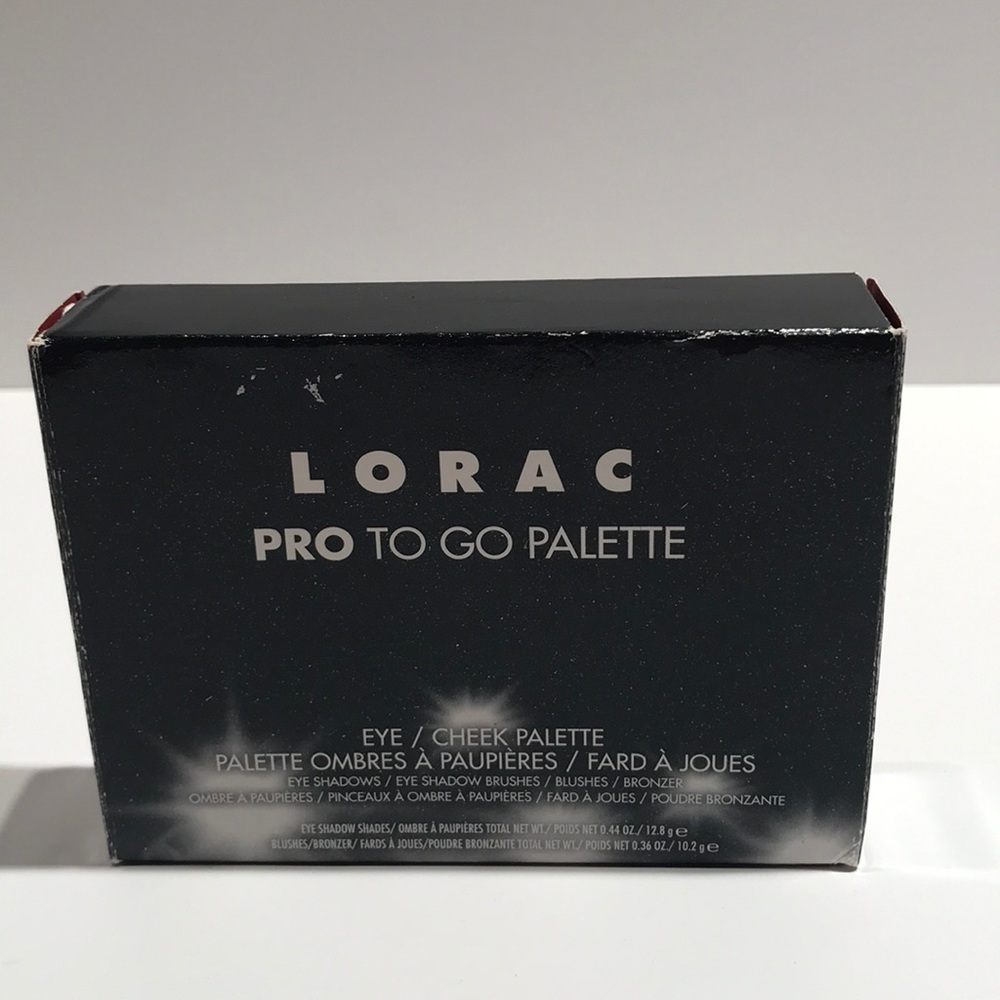 LORAC
PRO TO GO PALETTE
EYE / CHEEK PALETTE
PALETTE OMBRES À PAUPIÈRES / FARD À JOUES
EYE SHADOWS / EYE SHADOW BRUSHES / BLUSHES / BRONZER
OMBRE A PAUPIÈRES / PINCEAUX À OMBRE À PAUPIÈRES / FARD À JOUES / POUDRE BRONZANTE
EYE SHADOW SHADES/ OMBRE À PAUPIÈRES TOTAL NET WT./ POIDS NET 0.44 OZ./ 12.8 g ℮
BLUSHES/BRONZER/ FARDS À JOUES/POUDRE BRONZANTE TOTAL NET WT./ POIDS NET 0.36 OZ./ 10.2 g ℮